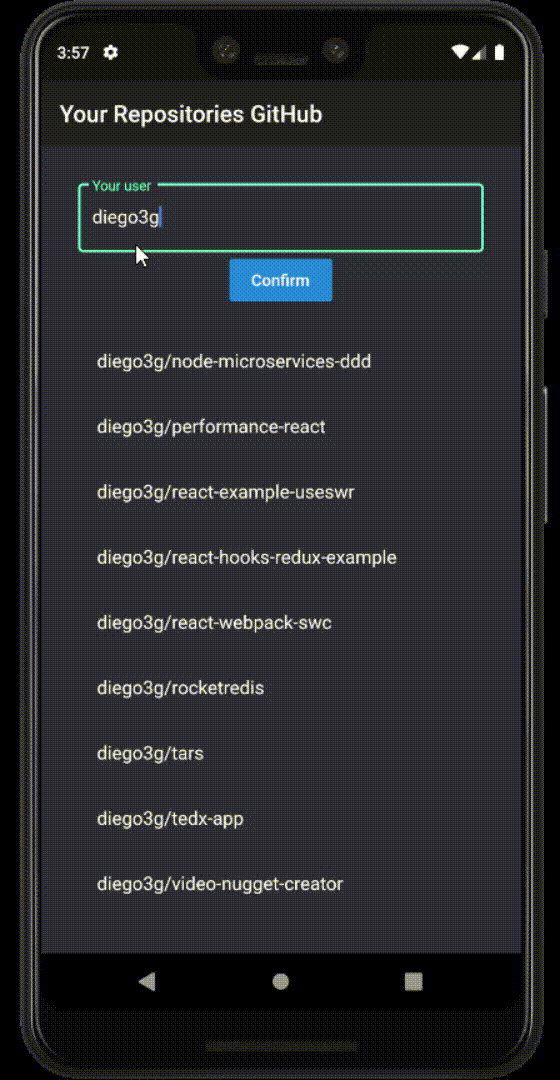 3:57
Your Repositories GitHub
Your user
diego3g
Confirm
diego3g/node-microservices-ddd
diego3g/performance-react
diego3g/react-example-useswr
diego3g/react-hooks-redux-example
diego3g/react-webpack-swc
diego3g/rocketredis
diego3g/tars
diego3g/tedx-app
diego3g/video-nugget-creator